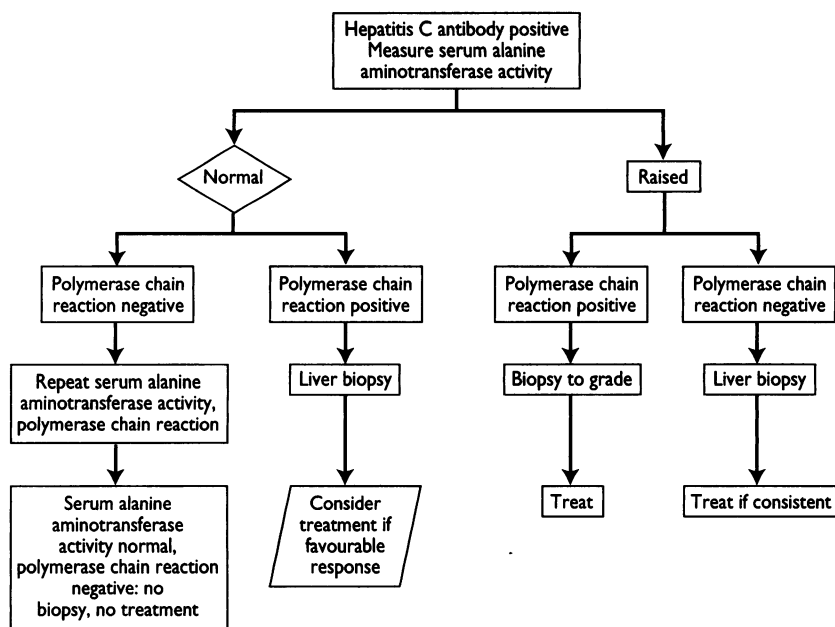 Hepatitis C antibody positive
Measure serum alanine
aminotransferase activity
Normal
Raised
Polymerase chain
reaction negative
Polymerase chain
reaction positive
Polymerase chain
reaction positive
Polymerase chain
reaction negative
Repeat serum alanine
aminotransferase activity,
polymerase chain reaction
Liver biopsy
Biopsy to grade
Liver biopsy
Serum alanine
aminotransferase
activity normal,
polymerase chain reaction
negative: no
biopsy, no treatment
Consider
treatment if
favourable
response
Treat
Treat if consistent